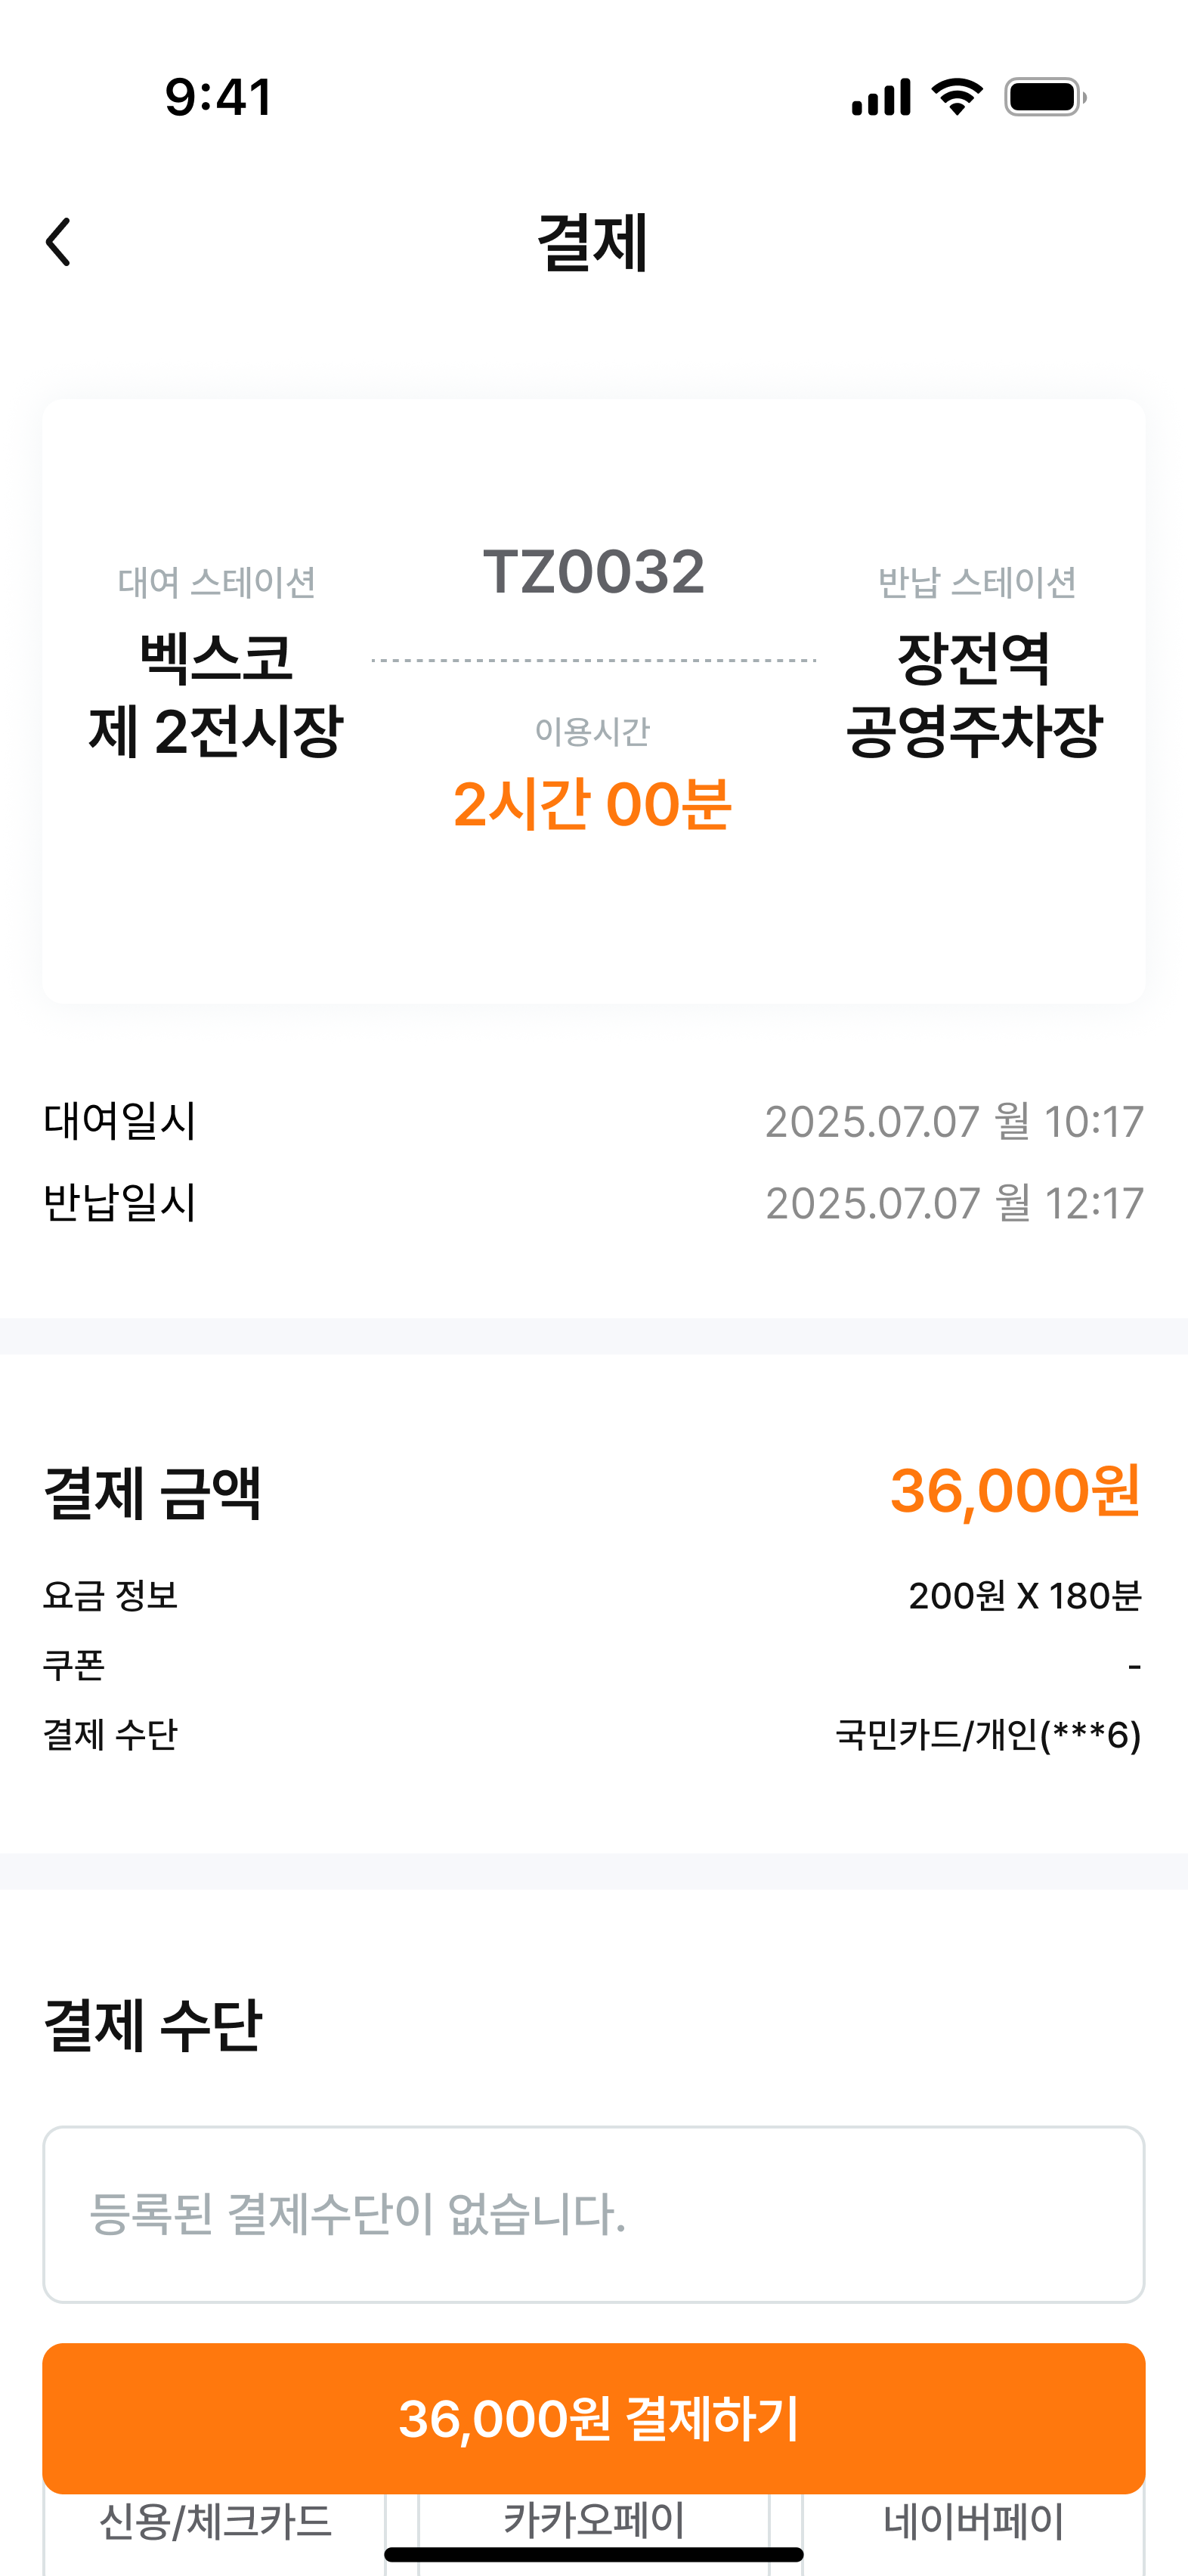 9:41
결제
대여 스테이션
벡스코
제 2전시장
TZ0032
이용시간
2시간 00분
반납 스테이션
장전역
공영주차장
대여일시
2025.07.07 월 10:17
반납일시
2025.07.07 월 12:17
결제 금액
36,000원
요금 정보
200원 X 180분
쿠폰
-
결제 수단
국민카드/개인(***6)
결제 수단
등록된 결제수단이 없습니다.
36,000원 결제하기
신용/체크카드
카카오페이
네이버페이